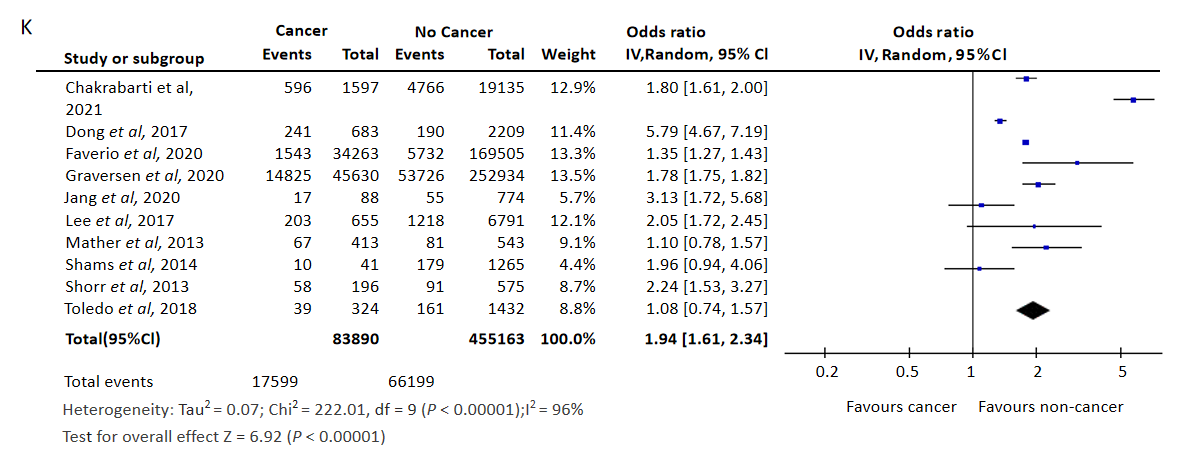 K
Cancer No Cancer Odds ratio Odds ratio
Study or subgroup Events Total Events Total Weight IV,Random, 95% Cl IV, Random, 95%Cl
Chakrabarti et al, 596 1597 4766 19135 12.9% 1.80 [1.61, 2.00]
2021
Dong et al, 2017 241 683 190 2209 11.4% 5.79 [4.67, 7.19]
Faverio et al, 2020 1543 34263 5732 169505 13.3% 1.35 [1.27, 1.43]
Graversen et al, 2020 14825 45630 53726 252934 13.5% 1.78 [1.75, 1.82]
Jang et al, 2020 17 88 55 774 5.7% 3.13 [1.72, 5.68]
Lee et al, 2017 203 655 1218 6791 12.1% 2.05 [1.72, 2.45]
Mather et al, 2013 67 413 81 543 9.1% 1.10 [0.78, 1.57]
Shams et al, 2014 10 41 179 1265 4.4% 1.96 [0.94, 4.06]
Shorr et al, 2013 58 196 91 575 8.7% 2.24 [1.53, 3.27]
Toledo et al, 2018 39 324 161 1432 8.8% 1.08 [0.74, 1.57]
Total(95%Cl) 83890 455163 100.0% 1.94 [1.61, 2.34]
0.2 0.5 1 2 5
Total events 17599 66199
Heterogeneity: Tau² = 0.07; Chi² = 222.01, df = 9 (P < 0.00001);I² = 96%
Favours cancer Favours non-cancer
Test for overall effect Z = 6.92 (P < 0.00001)